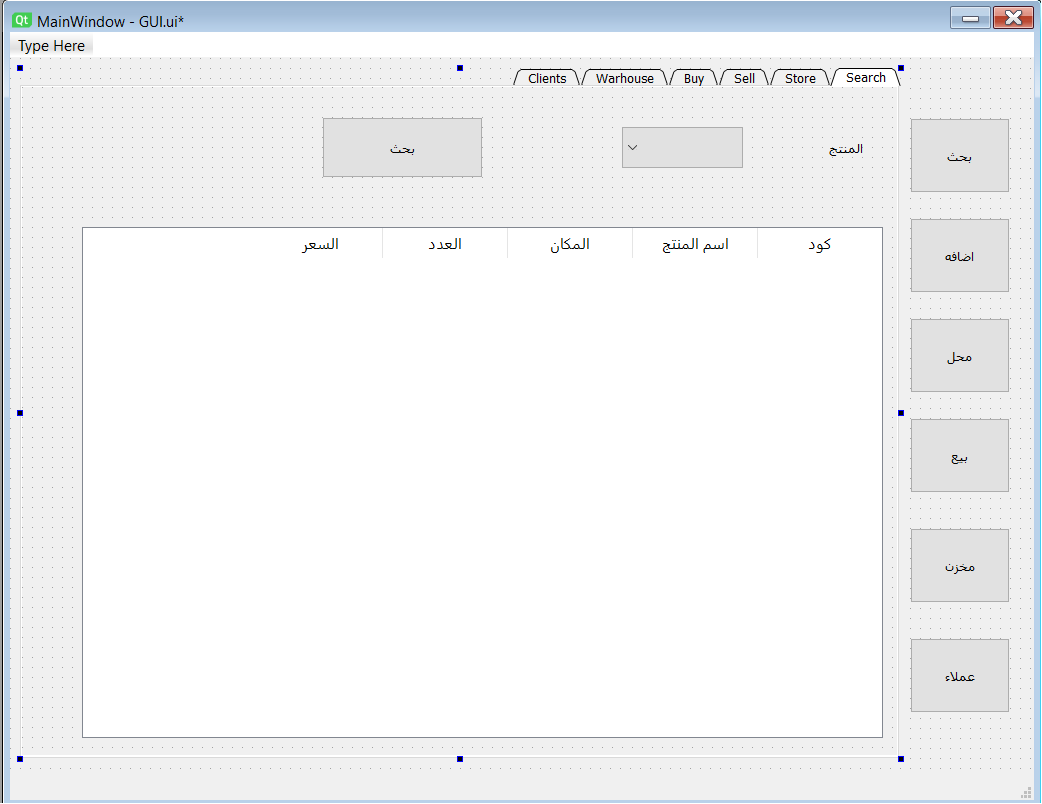 MainWindow - GUI.ui*
Type Here
Clients Warhouse Buy Sell Store Search
المنتج
بحث
كود اسم المنتج المكان العدد السعر
بحث
اضافه
محل
بيع
مخزن
عملاء